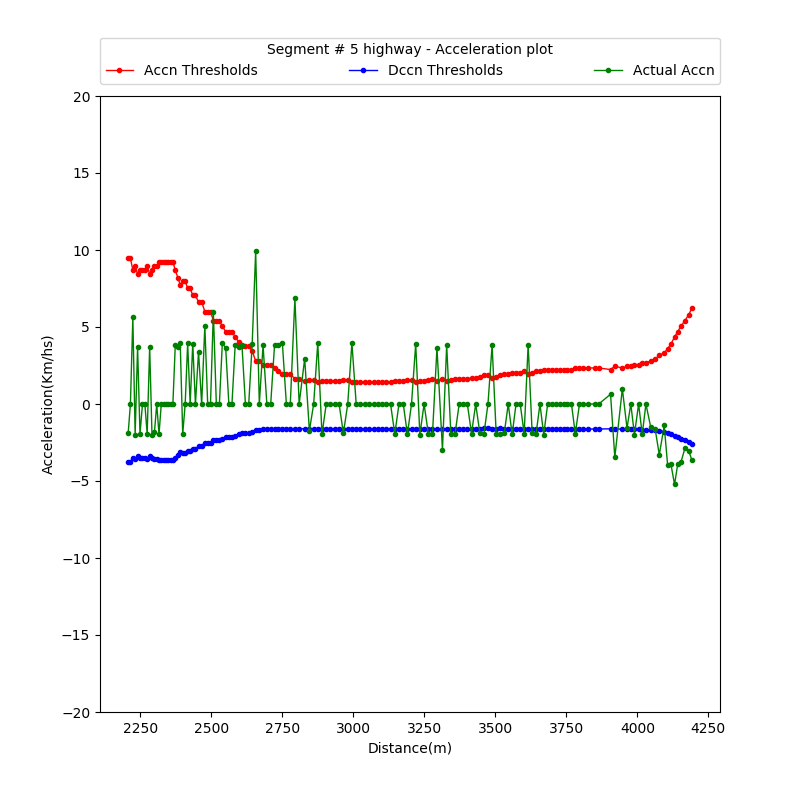 Segment # 5 highway - Acceleration plot
Accn Thresholds Dccn Thresholds Actual Accn
20
15
10
5
0
−5
−10
−15
−20
Acceleration(Km/hs)
2250 2500 2750 3000 3250 3500 3750 4000 4250
Distance(m)